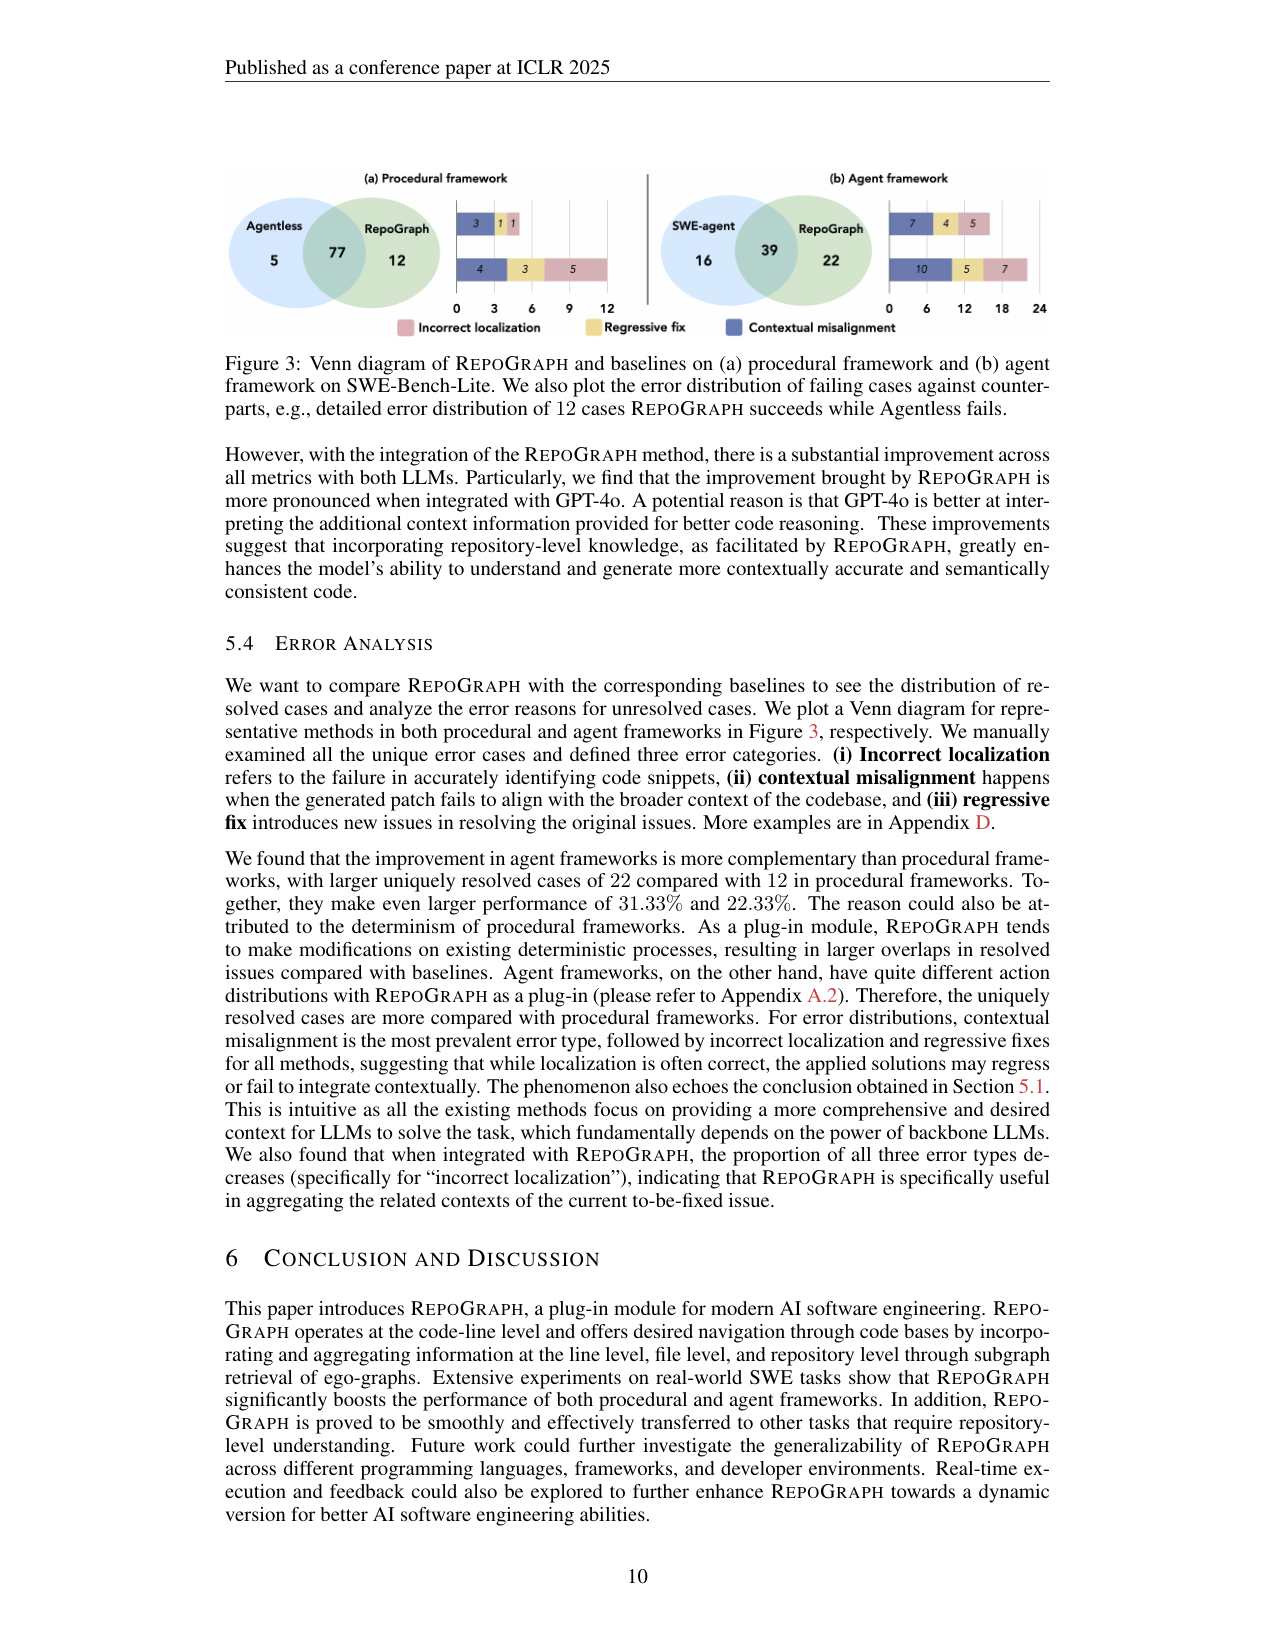 Published as a conference paper at ICLR 2025
(a) Procedural framework
Agentless
RepoGraph
5
77
12
3 1 1
4 3 5
0 3 6 9 12
(b) Agent framework
SWE-agent
RepoGraph
16
39
22
7 4 5
10 5 7
0 6 12 18 24
Incorrect localization
Regressive fix
Contextual misalignment
Figure 3: Venn diagram of REPOGRAPH and baselines on (a) procedural framework and (b) agent
framework on SWE-Bench-Lite. We also plot the error distribution of failing cases against counter-
parts, e.g., detailed error distribution of 12 cases REPOGRAPH succeeds while Agentless fails.
However, with the integration of the REPOGRAPH method, there is a substantial improvement across
all metrics with both LLMs. Particularly, we find that the improvement brought by REPOGRAPH is
more pronounced when integrated with GPT-4o. A potential reason is that GPT-4o is better at inter-
preting the additional context information provided for better code reasoning. These improvements
suggest that incorporating repository-level knowledge, as facilitated by REPOGRAPH, greatly en-
hances the model's ability to understand and generate more contextually accurate and semantically
consistent code.
5.4 ERROR ANALYSIS
We want to compare REPOGRAPH with the corresponding baselines to see the distribution of re-
solved cases and analyze the error reasons for unresolved cases. We plot a Venn diagram for repre-
sentative methods in both procedural and agent frameworks in Figure 3, respectively. We manually
examined all the unique error cases and defined three error categories. (i) Incorrect localization
refers to the failure in accurately identifying code snippets, (ii) contextual misalignment happens
when the generated patch fails to align with the broader context of the codebase, and (iii) regressive
fix introduces new issues in resolving the original issues. More examples are in Appendix D.
We found that the improvement in agent frameworks is more complementary than procedural frame-
works, with larger uniquely resolved cases of 22 compared with 12 in procedural frameworks. To-
gether, they make even larger performance of 31.33% and 22.33%. The reason could also be at-
tributed to the determinism of procedural frameworks. As a plug-in module, REPOGRAPH tends
to make modifications on existing deterministic processes, resulting in larger overlaps in resolved
issues compared with baselines. Agent frameworks, on the other hand, have quite different action
distributions with REPOGRAPH as a plug-in (please refer to Appendix A.2). Therefore, the uniquely
resolved cases are more compared with procedural frameworks. For error distributions, contextual
misalignment is the most prevalent error type, followed by incorrect localization and regressive fixes
for all methods, suggesting that while localization is often correct, the applied solutions may regress
or fail to integrate contextually. The phenomenon also echoes the conclusion obtained in Section 5.1.
This is intuitive as all the existing methods focus on providing a more comprehensive and desired
context for LLMs to solve the task, which fundamentally depends on the power of backbone LLMs.
We also found that when integrated with REPOGRAPH, the proportion of all three error types de-
creases (specifically for “incorrect localization”), indicating that REPOGRAPH is specifically useful
in aggregating the related contexts of the current to-be-fixed issue.
6 CONCLUSION AND DISCUSSION
This paper introduces REPOGRAPH, a plug-in module for modern AI software engineering. REPO-
GRAPH operates at the code-line level and offers desired navigation through code bases by incorpo-
rating and aggregating information at the line level, file level, and repository level through subgraph
retrieval of ego-graphs. Extensive experiments on real-world SWE tasks show that REPOGRAPH
significantly boosts the performance of both procedural and agent frameworks. In addition, REPO-
GRAPH is proved to be smoothly and effectively transferred to other tasks that require repository-
level understanding. Future work could further investigate the generalizability of REPOGRAPH
across different programming languages, frameworks, and developer environments. Real-time ex-
ecution and feedback could also be explored to further enhance REPOGRAPH towards a dynamic
version for better AI software engineering abilities.
10